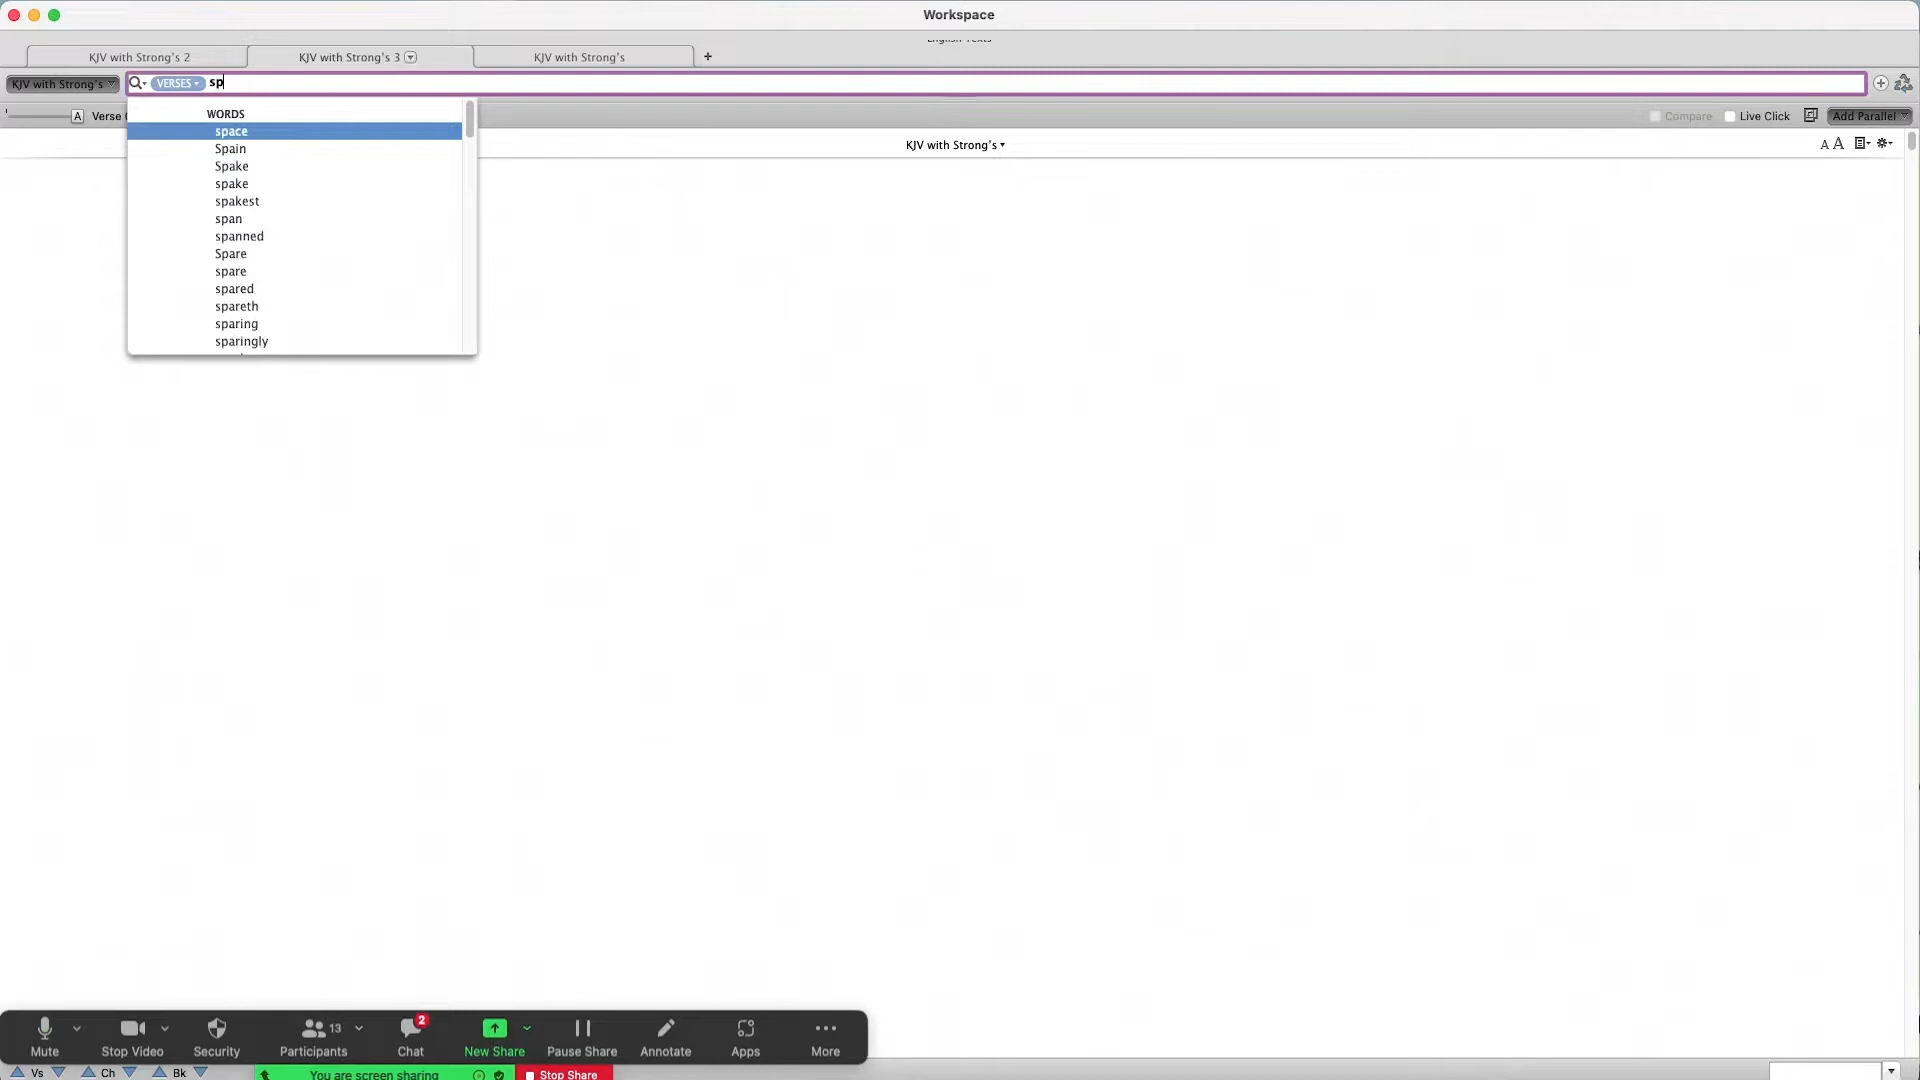 Workspace
English Texts
KJV with Strong's 2
KJV with Strong's 3
KJV with Strong's
+
KJV with Strong's
VERSES
sp
A
Verse
Compare
Live Click
Add Parallel
WORDS
space
Spain
Spake
spake
spakest
span
spanned
Spare
spare
spared
spareth
sparing
sparingly
KJV with Strong's
A A
13
2
Mute
Stop Video
Security
Participants
Chat
New Share
Pause Share
Annotate
Apps
More
Vs
Ch
Bk
You are screen sharing
Stop Share